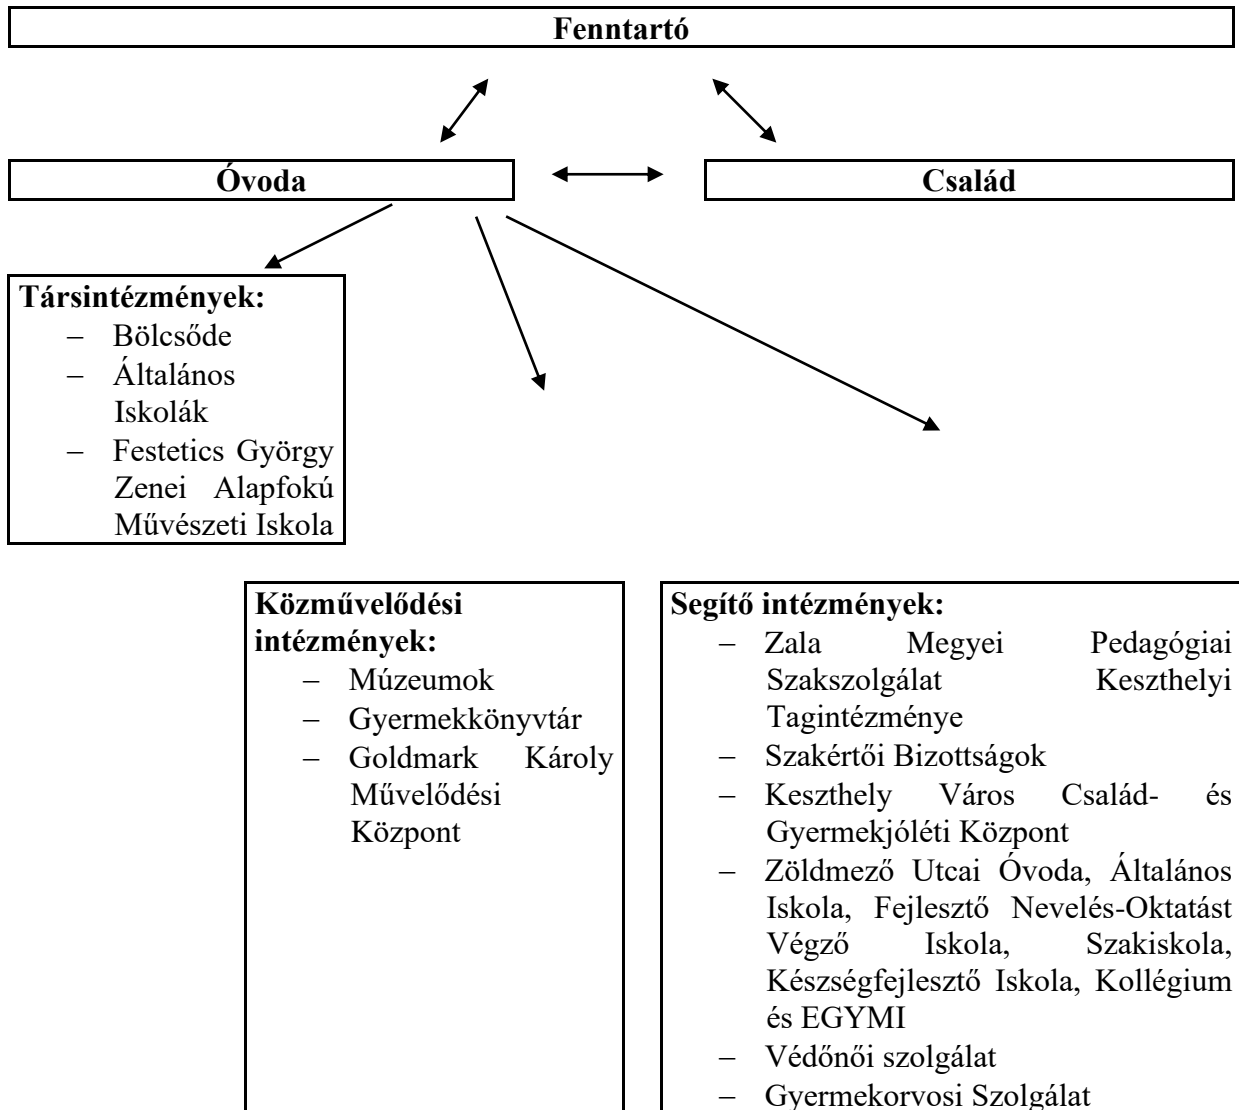 Fenntartó
Óvoda
Család
Társintézmények:
– Bölcsőde
– Általános
Iskolák
– Festetics György
Zenei Alapfokú
Művészeti Iskola
Közművelődési
intézmények:
– Múzeumok
– Gyermekkönyvtár
– Goldmark Károly
Művelődési
Központ
Segítő intézmények:
– Zala Megyei Pedagógiai
Szakszolgálat Keszthelyi
Tagintézménye
– Szakértői Bizottságok
– Keszthely Város Család- és
Gyermekjóléti Központ
– Zöldmező Utcai Óvoda, Általános
Iskola, Fejlesztő Nevelés-Oktatást
Végző Iskola, Szakiskola,
Készségfejlesztő Iskola, Kollégium
és EGYMI
– Védőnői szolgálat
– Gyermekorvosi Szolgálat